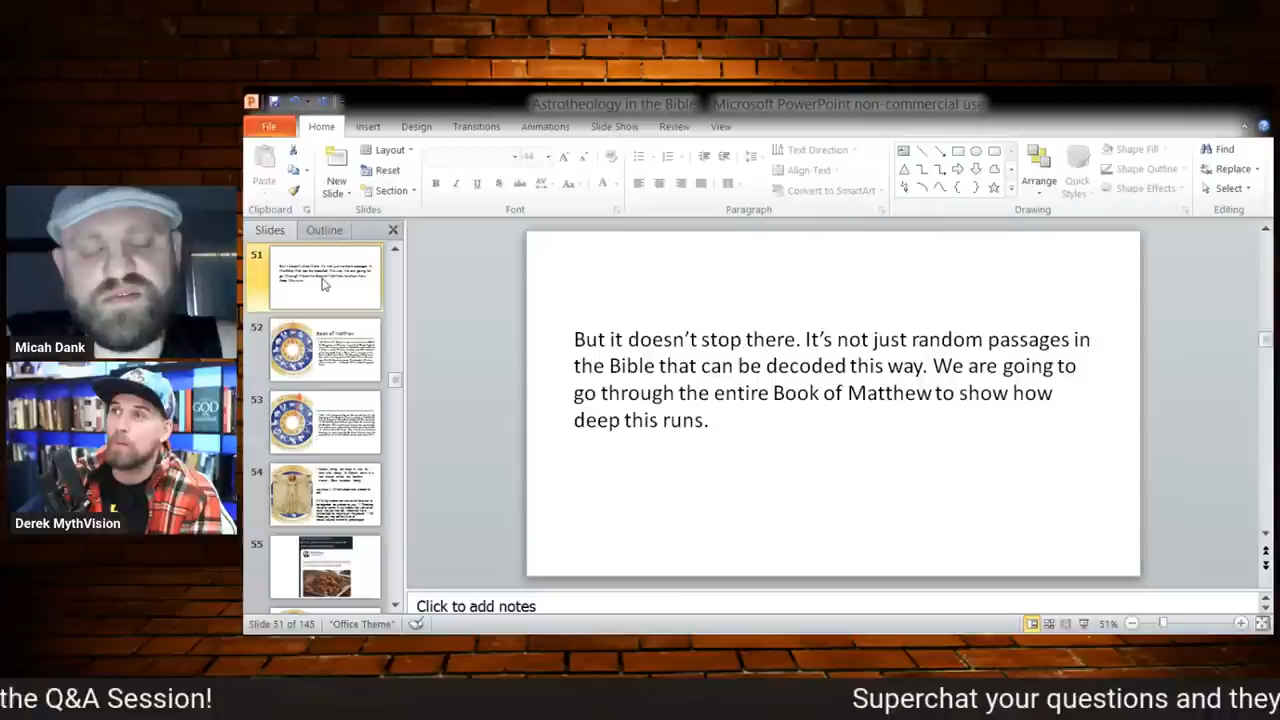 Astrotheology in the Bible - Microsoft PowerPoint non-commercial use
File Home Insert Design Transitions Animations Slide Show Review View
Paste
New
Slide
Layout
Reset
Section
44
Text Direction
Align Text
Convert to SmartArt
Arrange
Quick
Styles
Shape Fill
Shape Outline
Shape Effects
Find
Replace
Select
Clipboard Slides Font Paragraph Drawing Editing
Slides Outline
51
52
Book of Matthew
53
54
55
But it doesn’t stop there. It’s not just random passages in
the Bible that can be decoded this way. We are going to
go through the entire Book of Matthew to show how
deep this runs.
Click to add notes
Slide 51 of 145 "Office Theme" 51%
Micah Dank
GOD
Derek MythVision
the Q&A Session! Superchat your questions and they